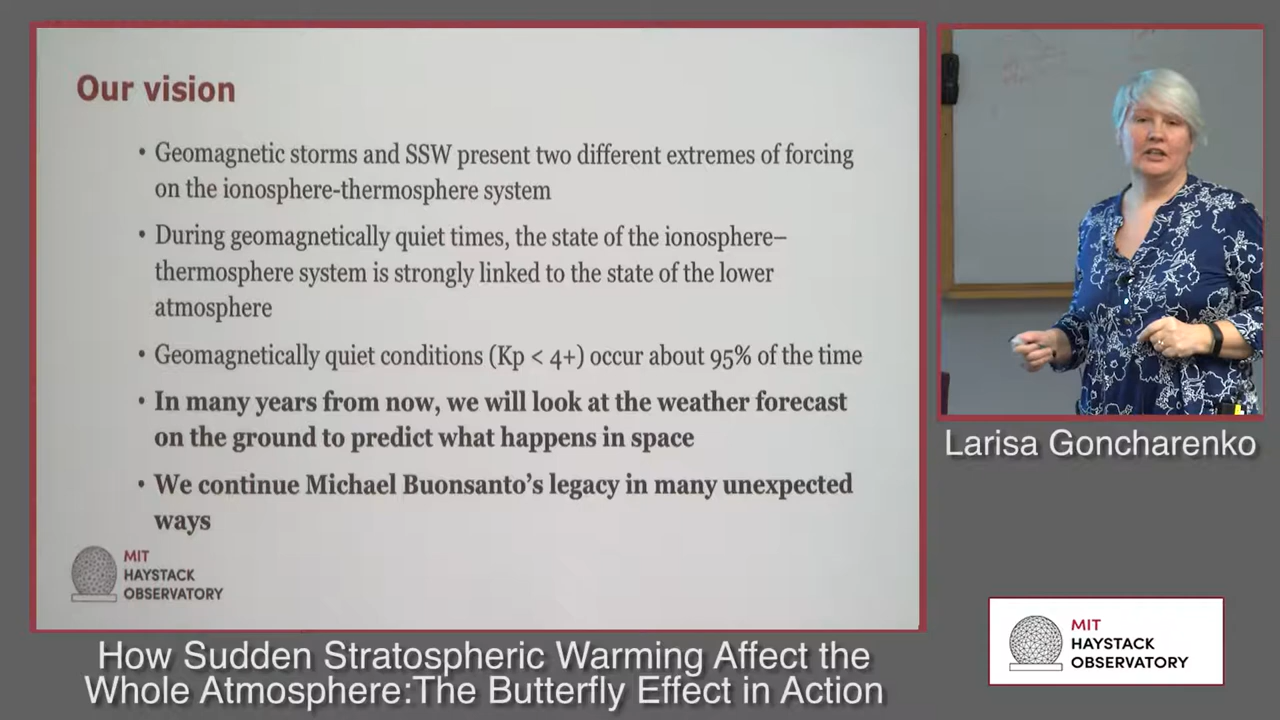 Our vision
• Geomagnetic storms and SSW present two different extremes of forcing
on the ionosphere-thermosphere system
• During geomagnetically quiet times, the state of the ionosphere–
thermosphere system is strongly linked to the state of the lower
atmosphere
• Geomagnetically quiet conditions (Kp < 4+) occur about 95% of the time
• In many years from now, we will look at the weather forecast
on the ground to predict what happens in space
• We continue Michael Buonsanto's legacy in many unexpected
ways
MIT
HAYSTACK
OBSERVATORY
Larisa Goncharenko
How Sudden Stratospheric Warming Affect the
Whole Atmosphere:The Butterfly Effect in Action
MIT
HAYSTACK
OBSERVATORY